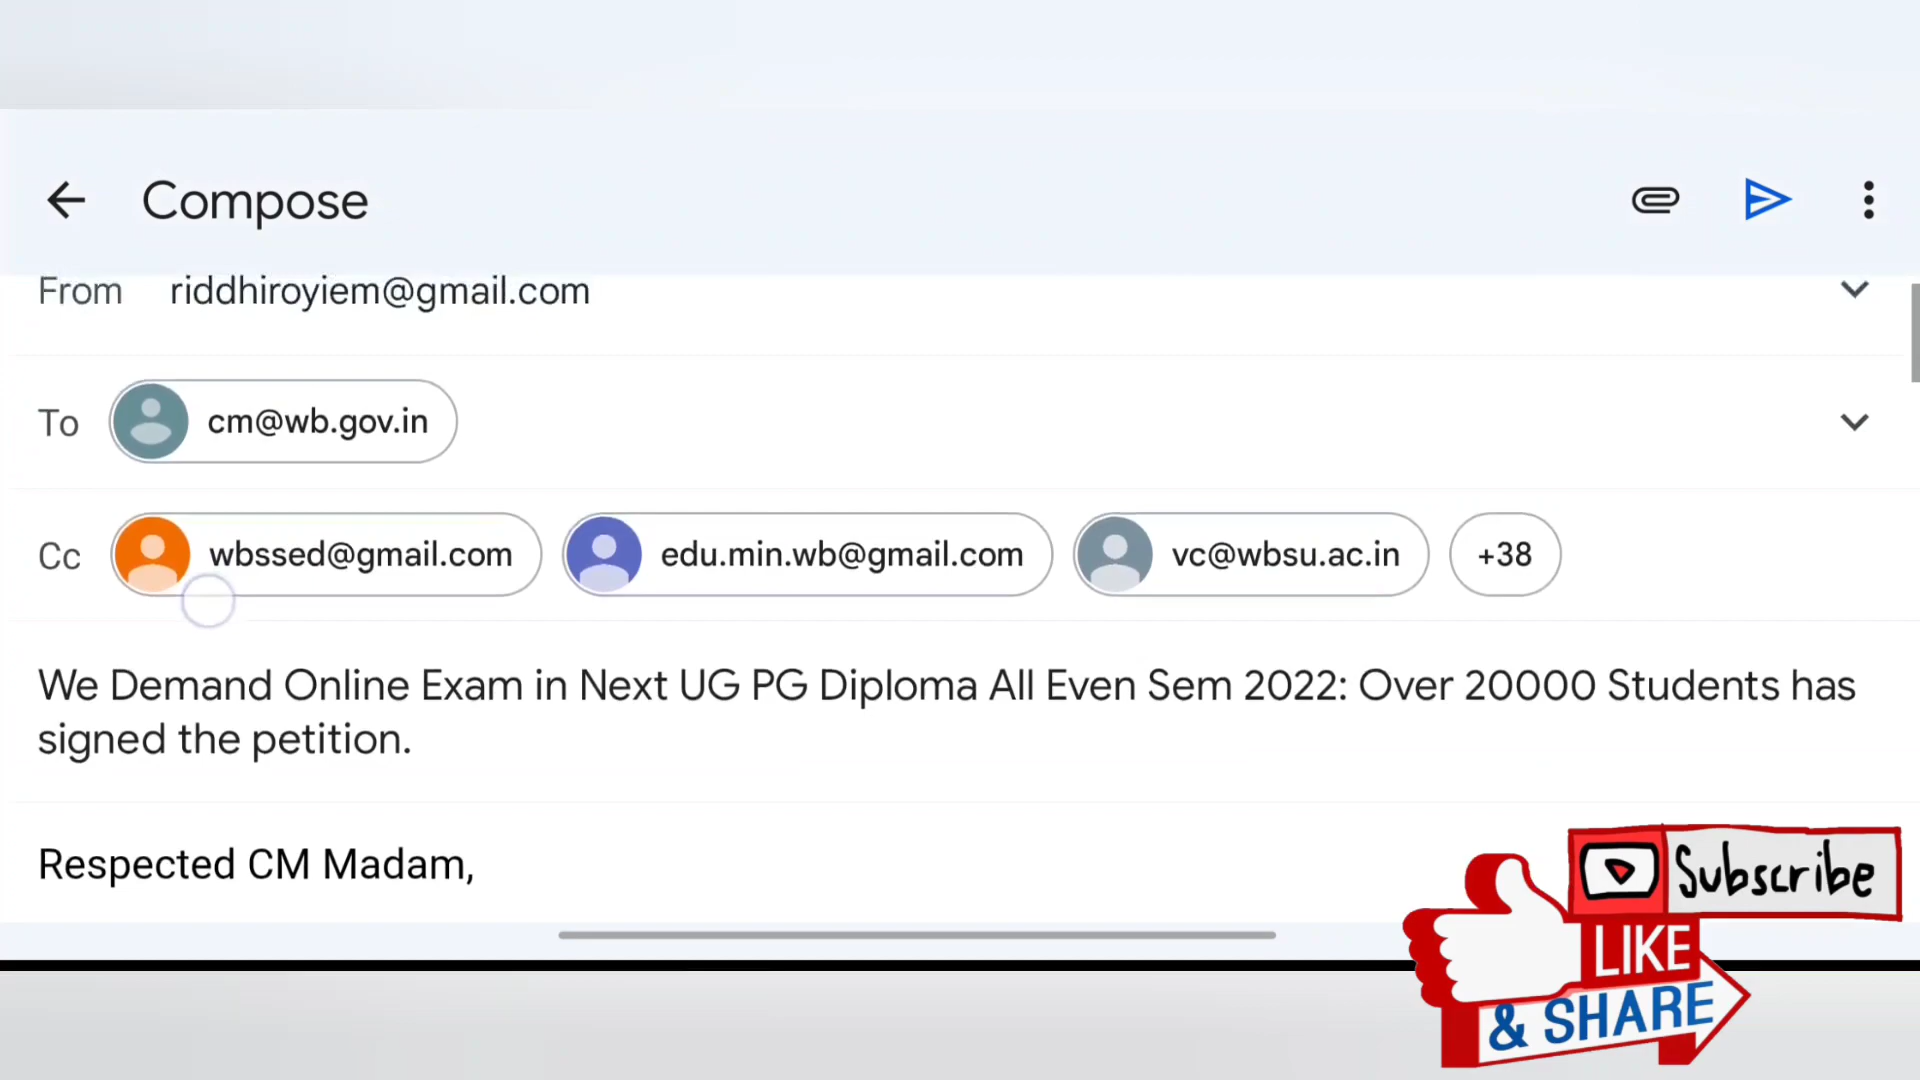 Compose
From riddhiroyiem@gmail.com
To cm@wb.gov.in
Cc wbssed@gmail.com edu.min.wb@gmail.com vc@wbsu.ac.in +38
We Demand Online Exam in Next UG PG Diploma All Even Sem 2022: Over 20000 Students has
signed the petition.
Respected CM Madam,
Subscribe
LIKE
& SHARE